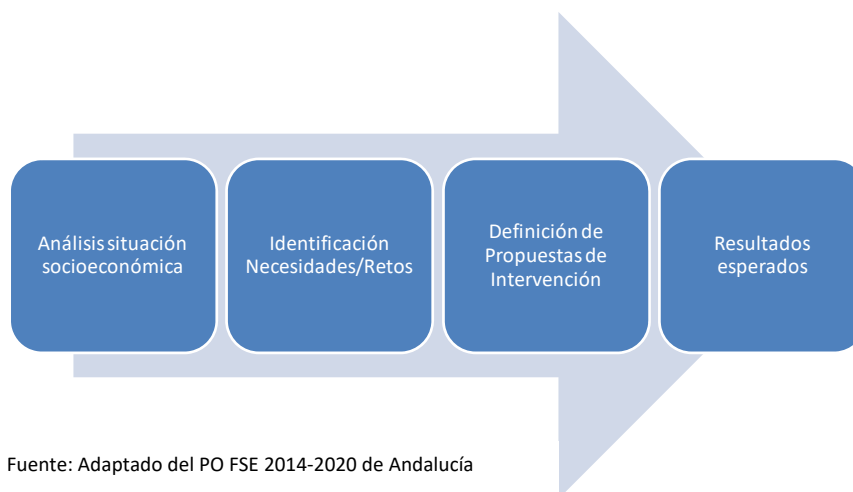 Análisis situación
socioeconómica
Identificación
Necesidades/Retos
Definición de
Propuestas de
Intervención
Resultados
esperados
Fuente: Adaptado del PO FSE 2014-2020 de Andalucía